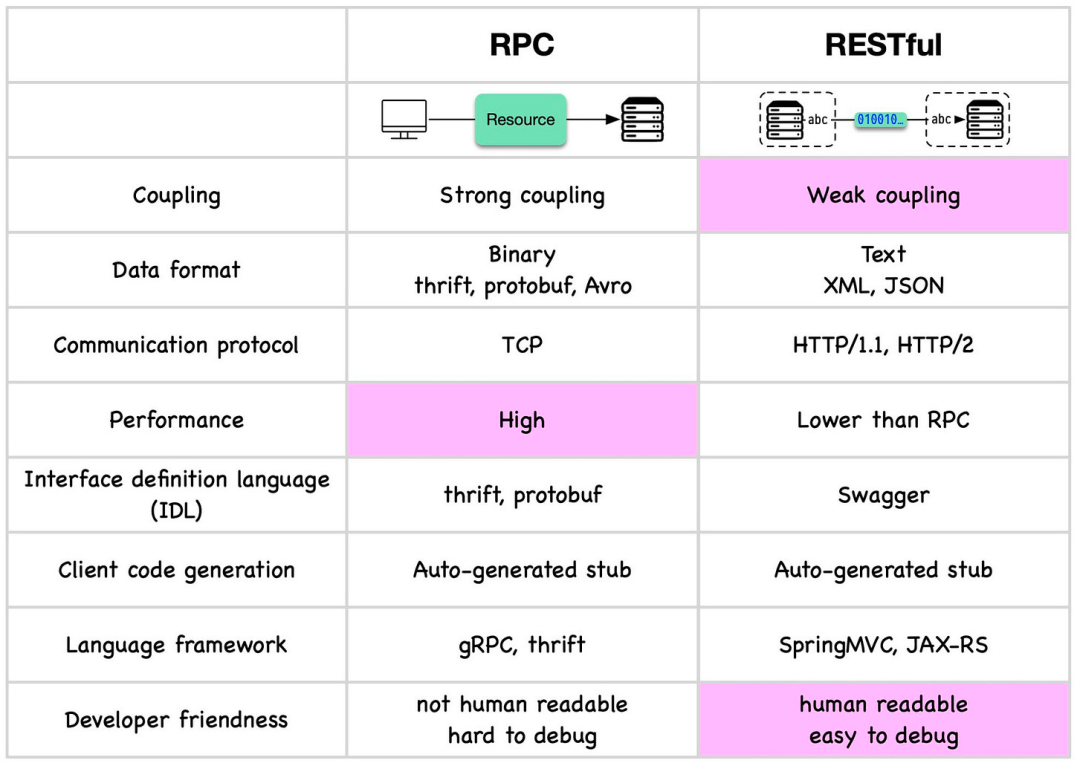 RPC
RESTful
Resource
abc
010010...
abc
Coupling
Strong coupling
Weak coupling
Data format
Binary
thrift, protobuf, Avro
Text
XML, JSON
Communication protocol
TCP
HTTP/1.1, HTTP/2
Performance
High
Lower than RPC
Interface definition language
(IDL)
thrift, protobuf
Swagger
Client code generation
Auto-generated stub
Auto-generated stub
Language framework
gRPC, thrift
SpringMVC, JAX-RS
Developer friendness
not human readable
hard to debug
human readable
easy to debug